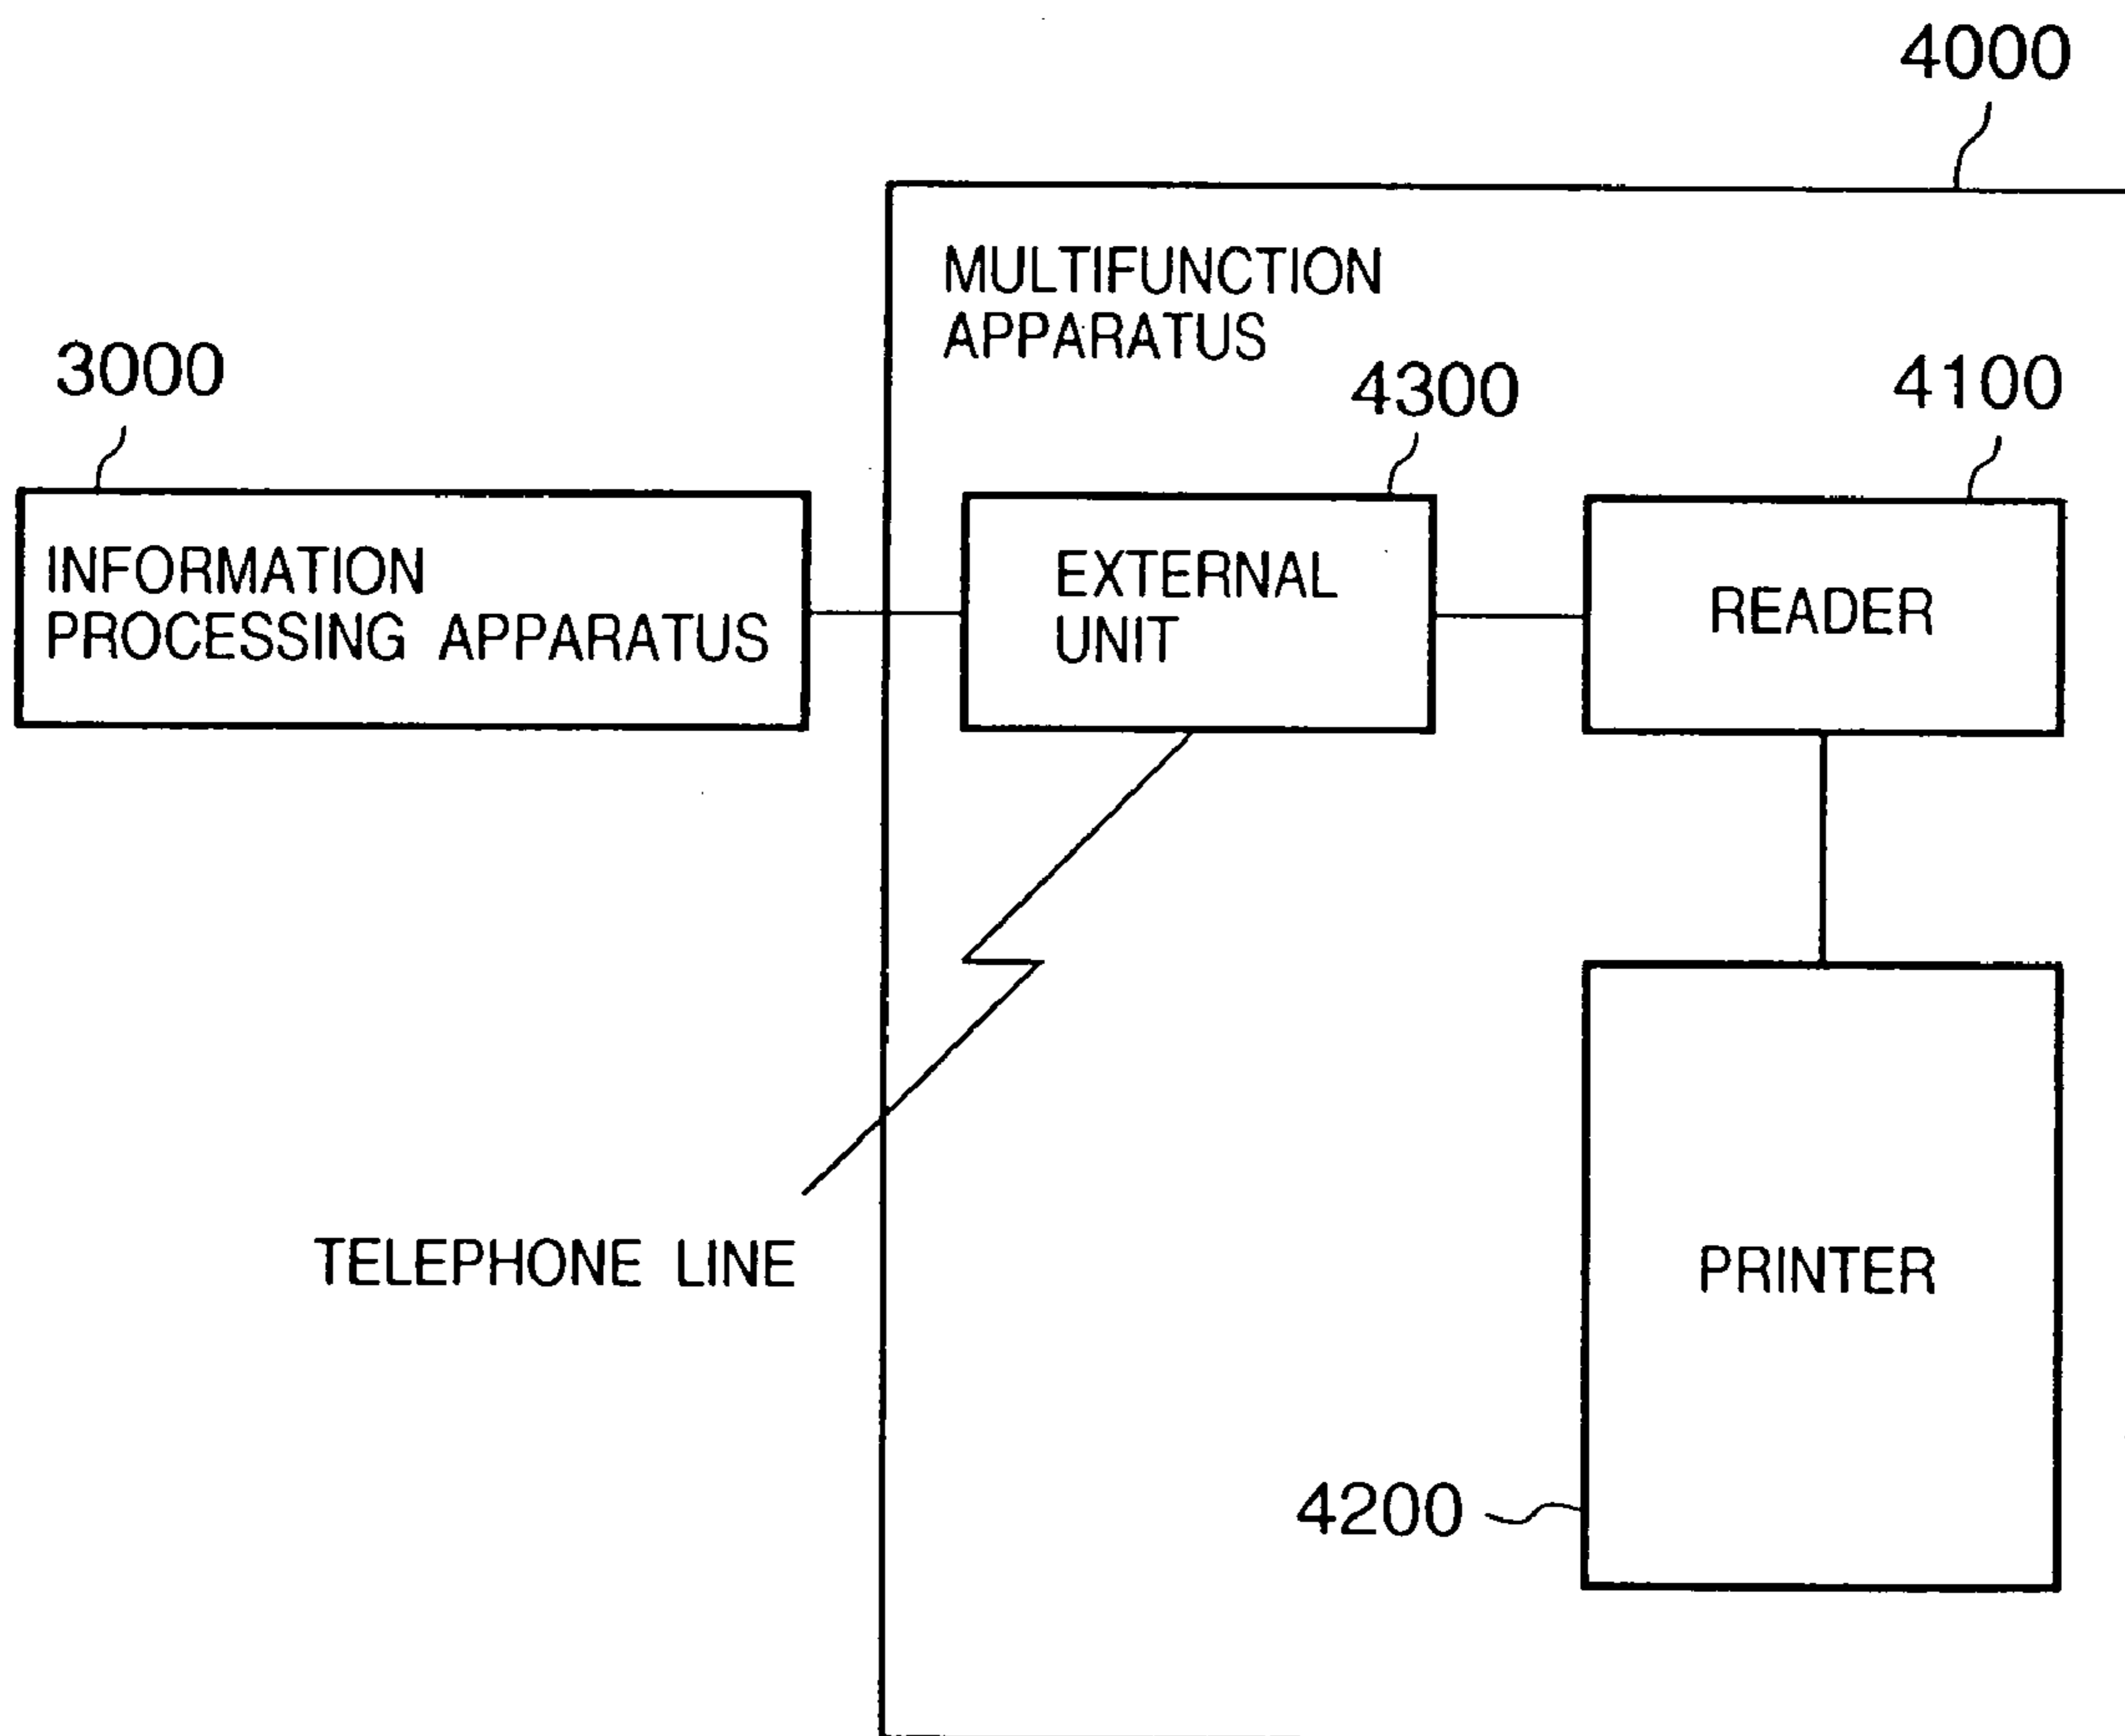 4000
MULTIFUNCTION
APPARATUS
3000
4300
4100
INFORMATION
PROCESSING APPARATUS
EXTERNAL
UNIT
READER
TELEPHONE LINE
PRINTER
4200